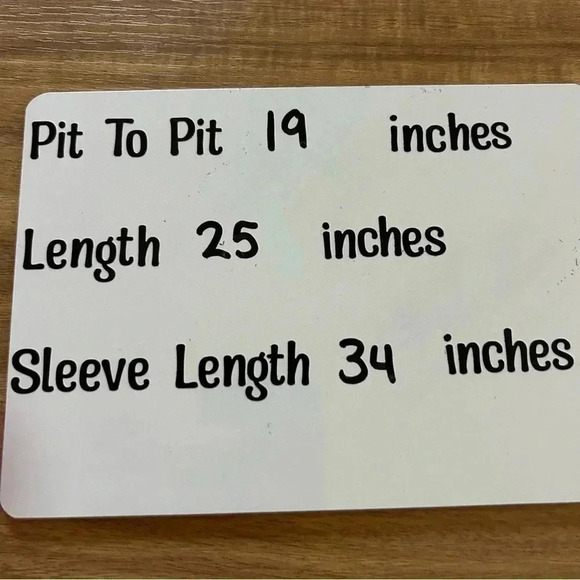 Pit To Pit 19 inches
Length 25 inches
Sleeve Length 34 inches